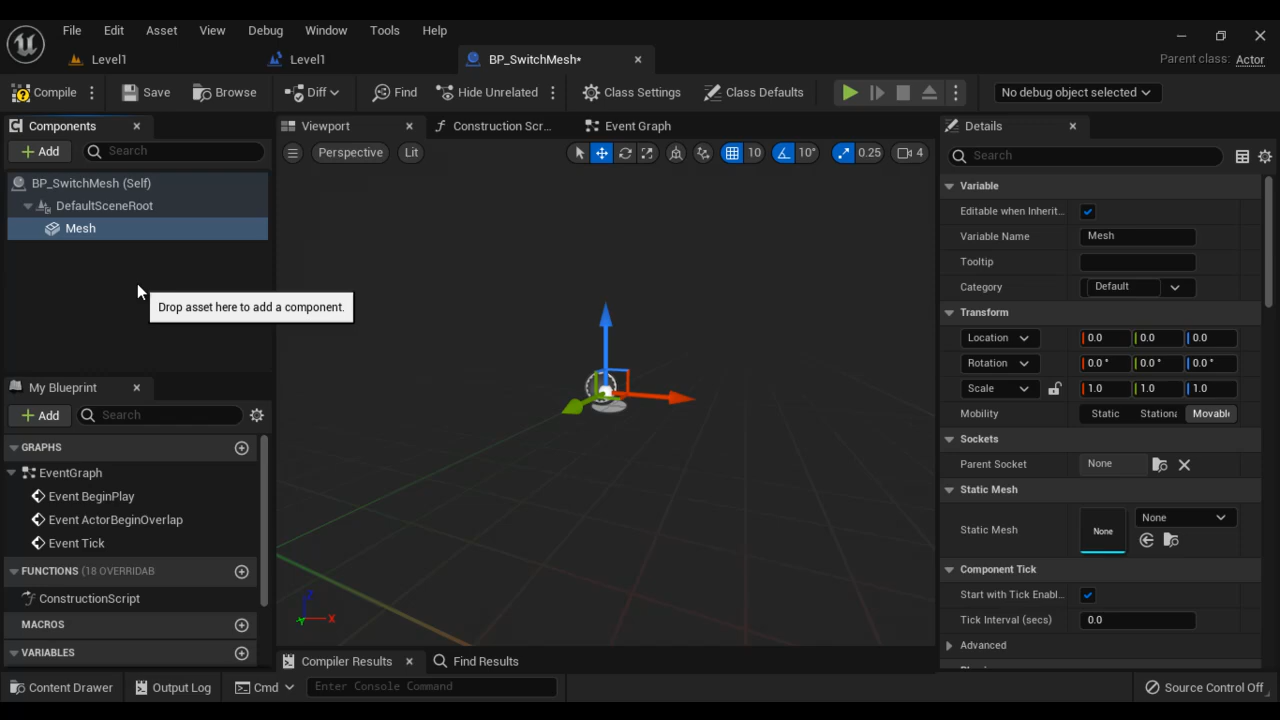 File Edit Asset View Window Debug Tools Help
Level1 Level1 BP_SwitchMesh* Parent class: Actor
Compile Save Browse Diff Find Hide Unrelated Class Settings Class Defaults No debug object selected
Components
Add Search
BP_SwitchMesh (Self)
DefaultSceneRoot
Mesh
Drop asset here to add a component.
My Blueprint
Add Search
GRAPHS
EventGraph
Event BeginPlay
Event ActorBeginOverlap
Event Tick
FUNCTIONS (18 OVERRIDAB
ConstructionScript
MACROS
VARIABLES
Viewport Construction Scr... Event Graph
Perspective Lit 10 10° 0.25 4
Z
X
Y
Compiler Results Find Results
Details
Search
Variable
Editable when Inherit...
Variable Name Mesh
Tooltip
Category Default
Transform
Location 0.0 0.0 0.0
Rotation 0.0 ° 0.0 ° 0.0 °
Scale 1.0 1.0 1.0
Mobility Static Stationa Movable
Sockets
Parent Socket None
Static Mesh
Static Mesh None None
Component Tick
Start with Tick Enabl...
Tick Interval (secs) 0.0
Advanced
Content Drawer Output Log Cmd Enter Console Command Source Control Off